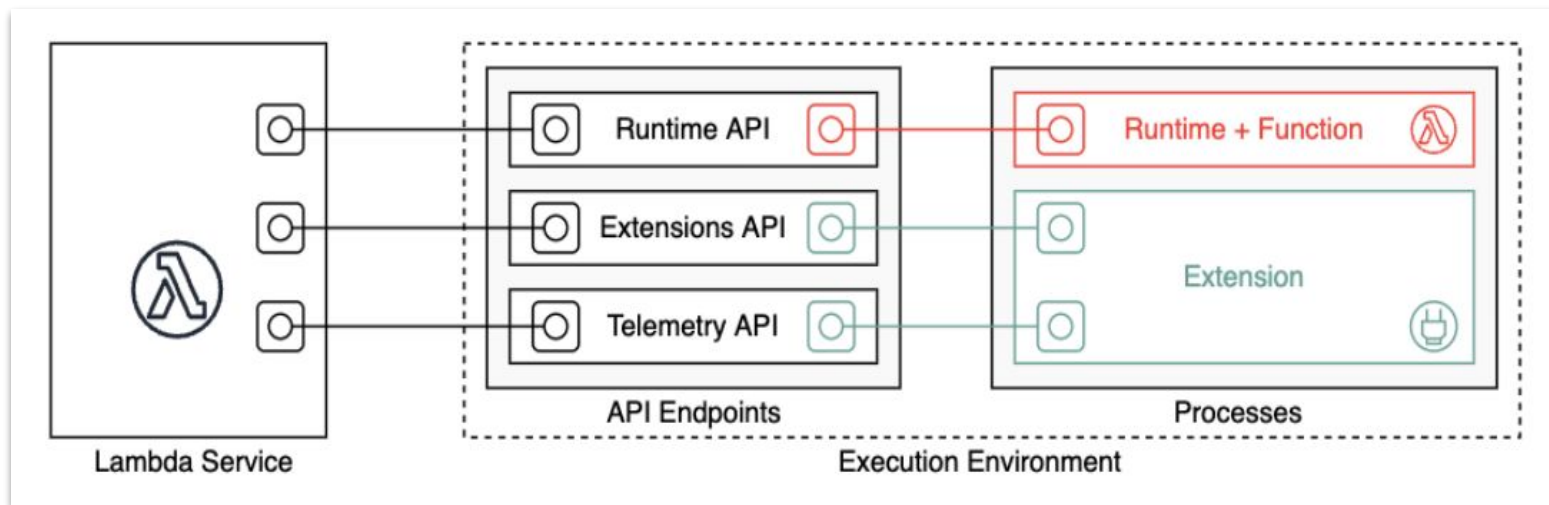 Runtime API
Runtime + Function
Extensions API
Extension
Telemetry API
API Endpoints
Processes
Lambda Service
Execution Environment